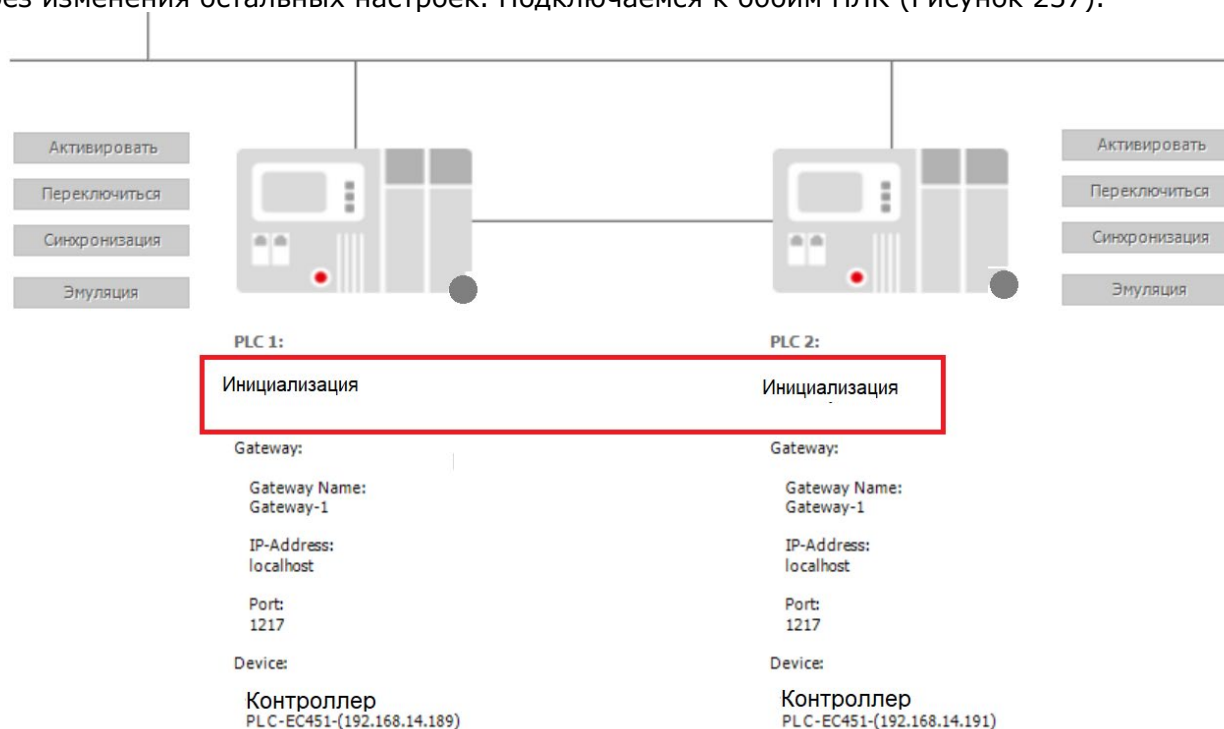 без изменения остальных настроек. Подключаемся к обоим ПЛК (Рисунок 257).
Активировать
Переключиться
Синхронизация
Эмуляция
Активировать
Переключиться
Синхронизация
Эмуляция
PLC 1:
PLC 2:
Инициализация
Инициализация
Gateway:
Gateway Name:
Gateway-1
IP-Address:
localhost
Port:
1217
Device:
Контроллер
PLC-EC451-(192.168.14.189)
Gateway:
Gateway Name:
Gateway-1
IP-Address:
localhost
Port:
1217
Device:
Контроллер
PLC-EC451-(192.168.14.191)